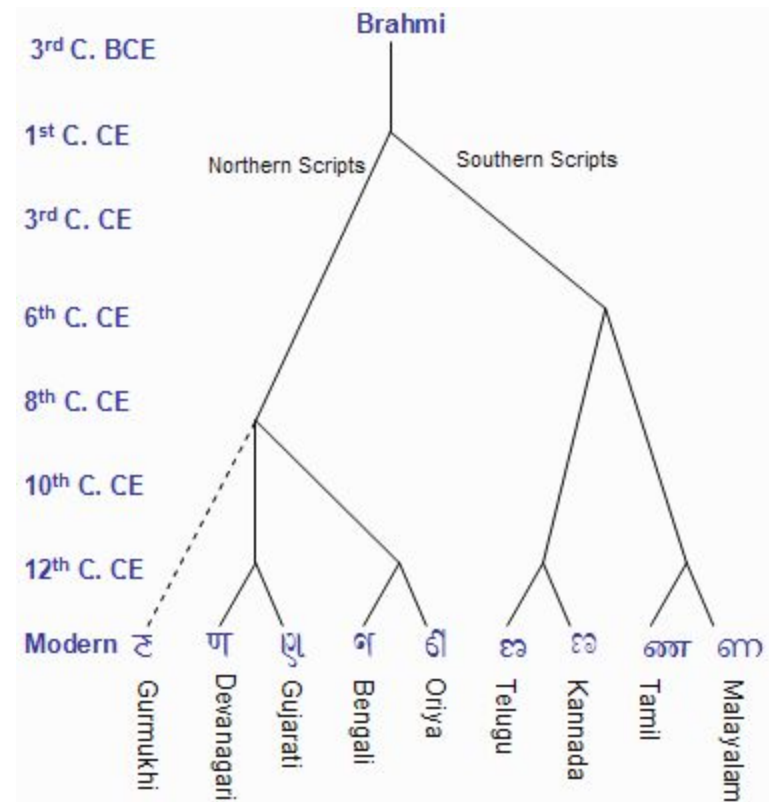 Brahmi
3rd C. BCE
1st C. CE
Northern Scripts
Southern Scripts
3rd C. CE
6th C. CE
8th C. CE
10th C. CE
12th C. CE
Modern ਣ ण ણ ণ ଣ ణ ಣ ண ണ
Gurmukhi
Devanagari
Gujarati
Bengali
Oriya
Telugu
Kannada
Tamil
Malayalam